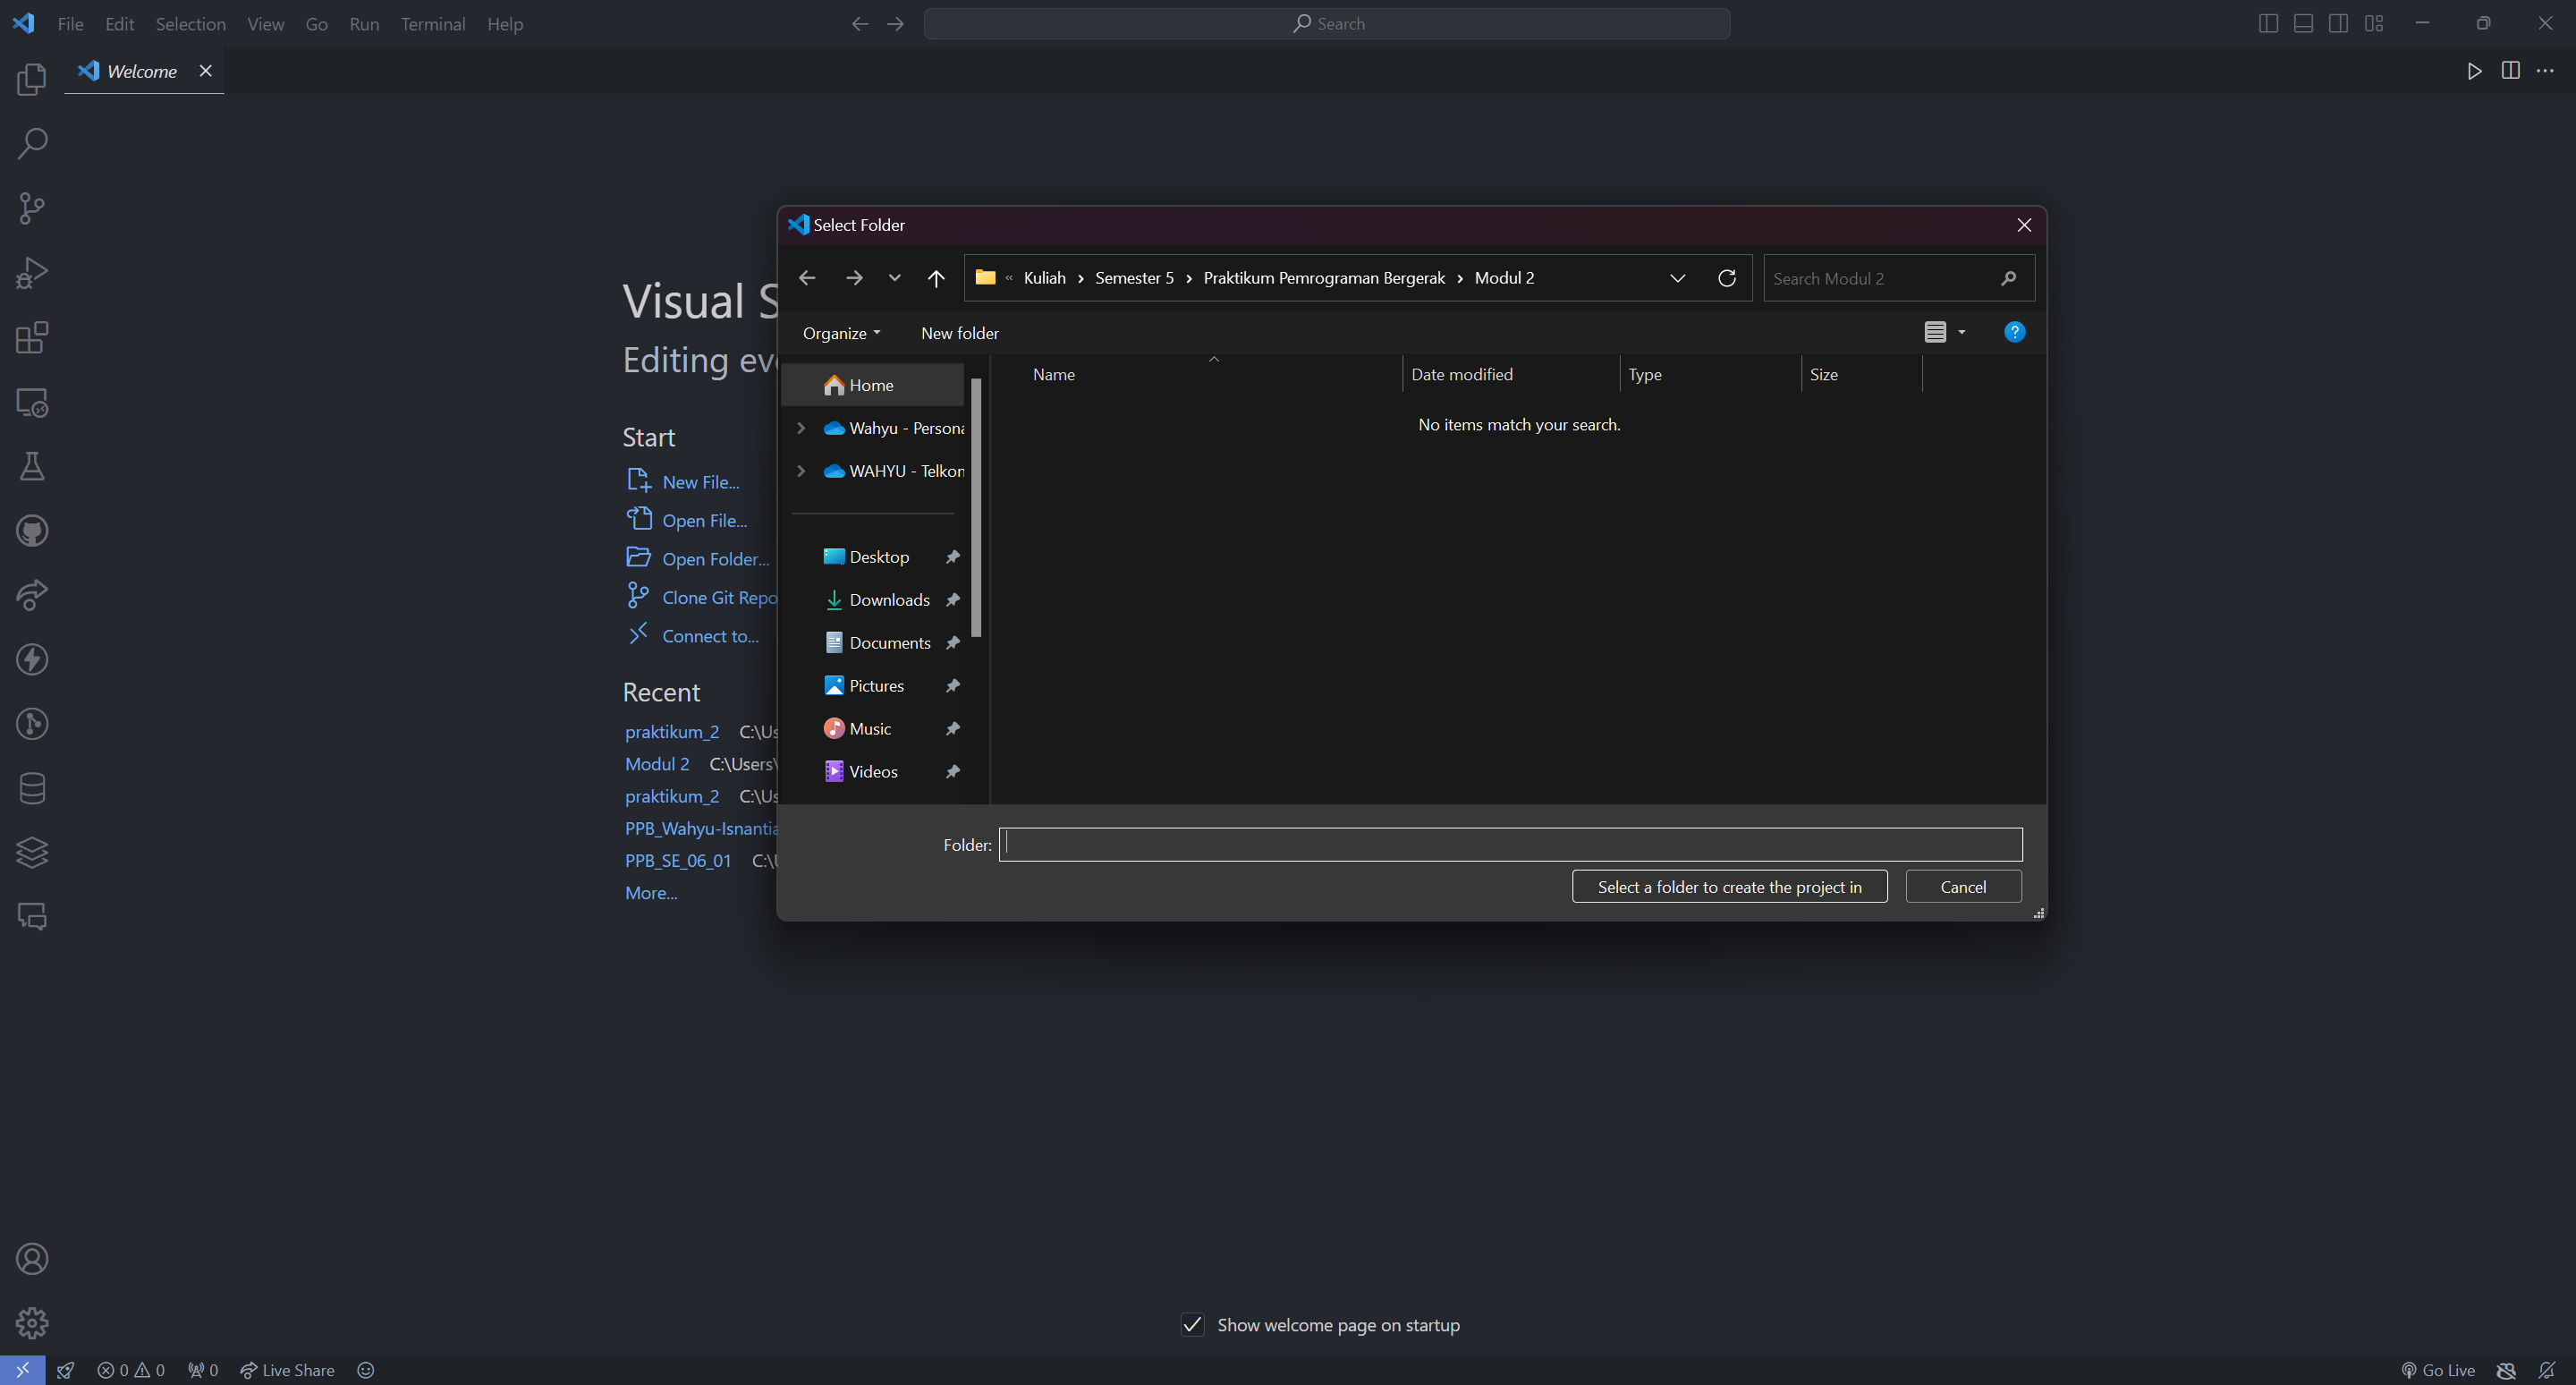 File Edit Selection View Go Run Terminal Help
Search
Welcome
Visual S
Editing eve
Start
New File...
Open File...
Open Folder...
Clone Git Repo
Connect to...
Recent
praktikum_2 C:\Us
Modul 2 C:\Users\
praktikum_2 C:\Us
PPB_Wahyu-Isnantia
PPB_SE_06_01 C:\U
More...
Select Folder
« Kuliah › Semester 5 › Praktikum Pemrograman Bergerak › Modul 2
Search Modul 2
Organize New folder
Home
Wahyu - Persona
WAHYU - Telkon
Desktop
Downloads
Documents
Pictures
Music
Videos
Name Date modified Type Size
No items match your search.
Folder:
Select a folder to create the project in Cancel
Show welcome page on startup
0 0 0 Live Share Go Live